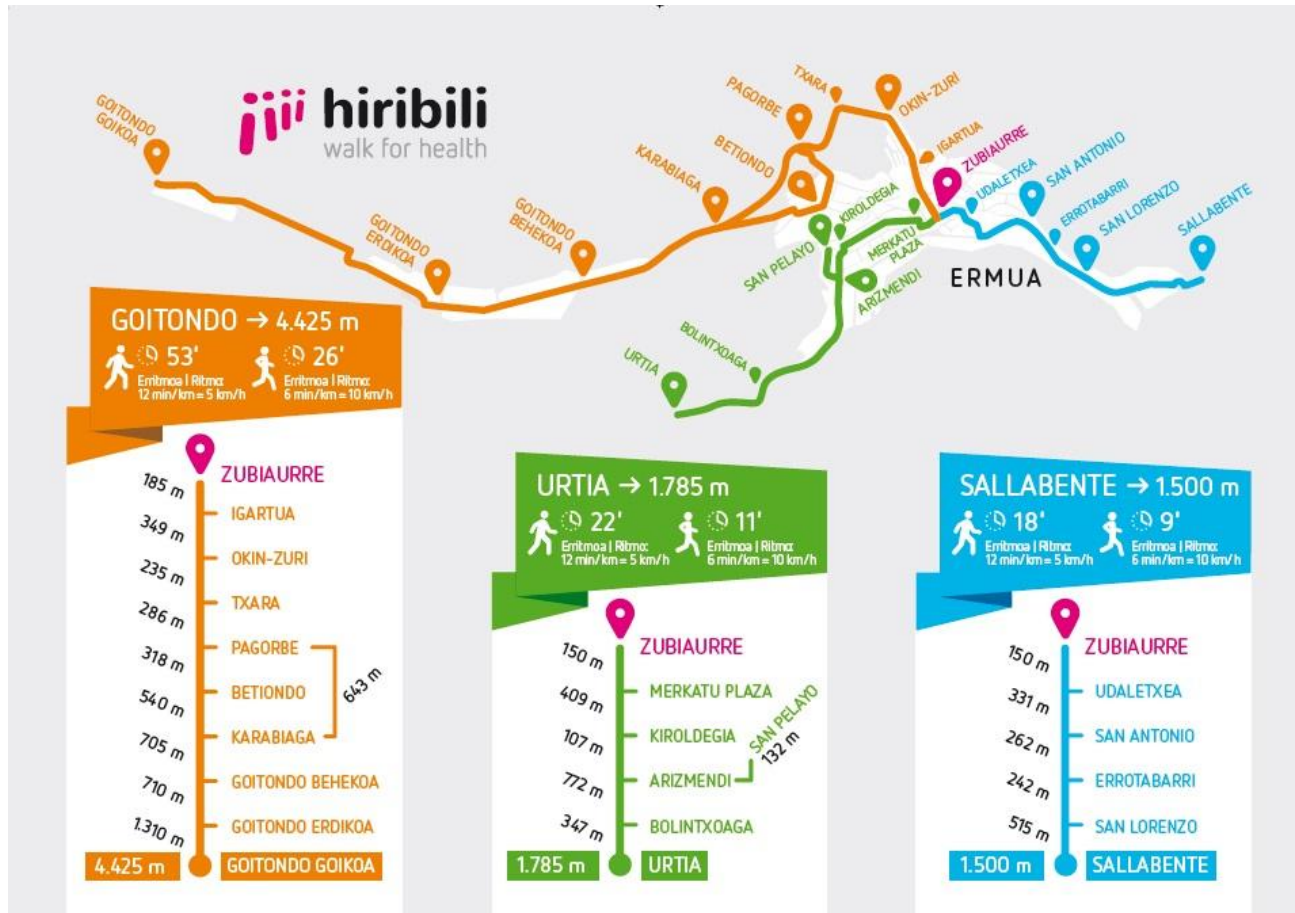 hiribili
walk for health
GOITONDO
GOIKOA
GOITONDO
ERDIKOA
GOITONDO
BEHEKOA
KARABIAGA
BETIONDO
PAGORBE
TXARA
OKIN-ZURI
IGARTUA
ZUBIAURRE
UDALETXEA
SAN ANTONIO
ERROTABARRI
SAN LORENZO
SALLABENTE
KIROLDEGIA
SAN PELAYO
MERKATU
PLAZA
ARIZMENDI
BOLINTXOAGA
URTIA
ERMUA
GOITONDO → 4.425 m
53' 26'
Erritmoa | Ritmo: Erritmoa | Ritmo:
12 min/km = 5 km/h 6 min/km = 10 km/h
ZUBIAURRE
185 m
IGARTUA
349 m
OKIN-ZURI
235 m
TXARA
286 m
PAGORBE
318 m
BETIONDO
643 m
540 m
KARABIAGA
705 m
GOITONDO BEHEKOA
710 m
GOITONDO ERDIKOA
1.310 m
4.425 m GOITONDO GOIKOA
URTIA → 1.785 m
22' 11'
Erritmoa | Ritmo: Erritmoa | Ritmo:
12 min/km = 5 km/h 6 min/km = 10 km/h
ZUBIAURRE
150 m
MERKATU PLAZA
409 m
KIROLDEGIA
107 m
ARIZMENDI
SAN PELAYO
132 m
772 m
BOLINTXOAGA
347 m
1.785 m URTIA
SALLABENTE → 1.500 m
18' 9'
Erritmoa | Ritmo: Erritmoa | Ritmo:
12 min/km = 5 km/h 6 min/km = 10 km/h
ZUBIAURRE
150 m
UDALETXEA
331 m
SAN ANTONIO
262 m
ERROTABARRI
242 m
SAN LORENZO
515 m
1.500 m SALLABENTE